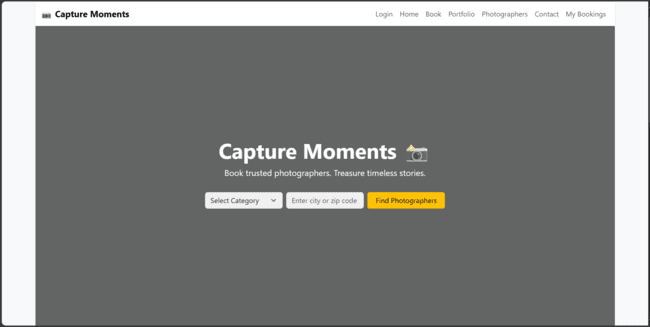 Capture Moments
Login Home Book Portfolio Photographers Contact My Bookings
Capture Moments
Book trusted photographers. Treasure timeless stories.
Select Category Enter city or zip code Find Photographers